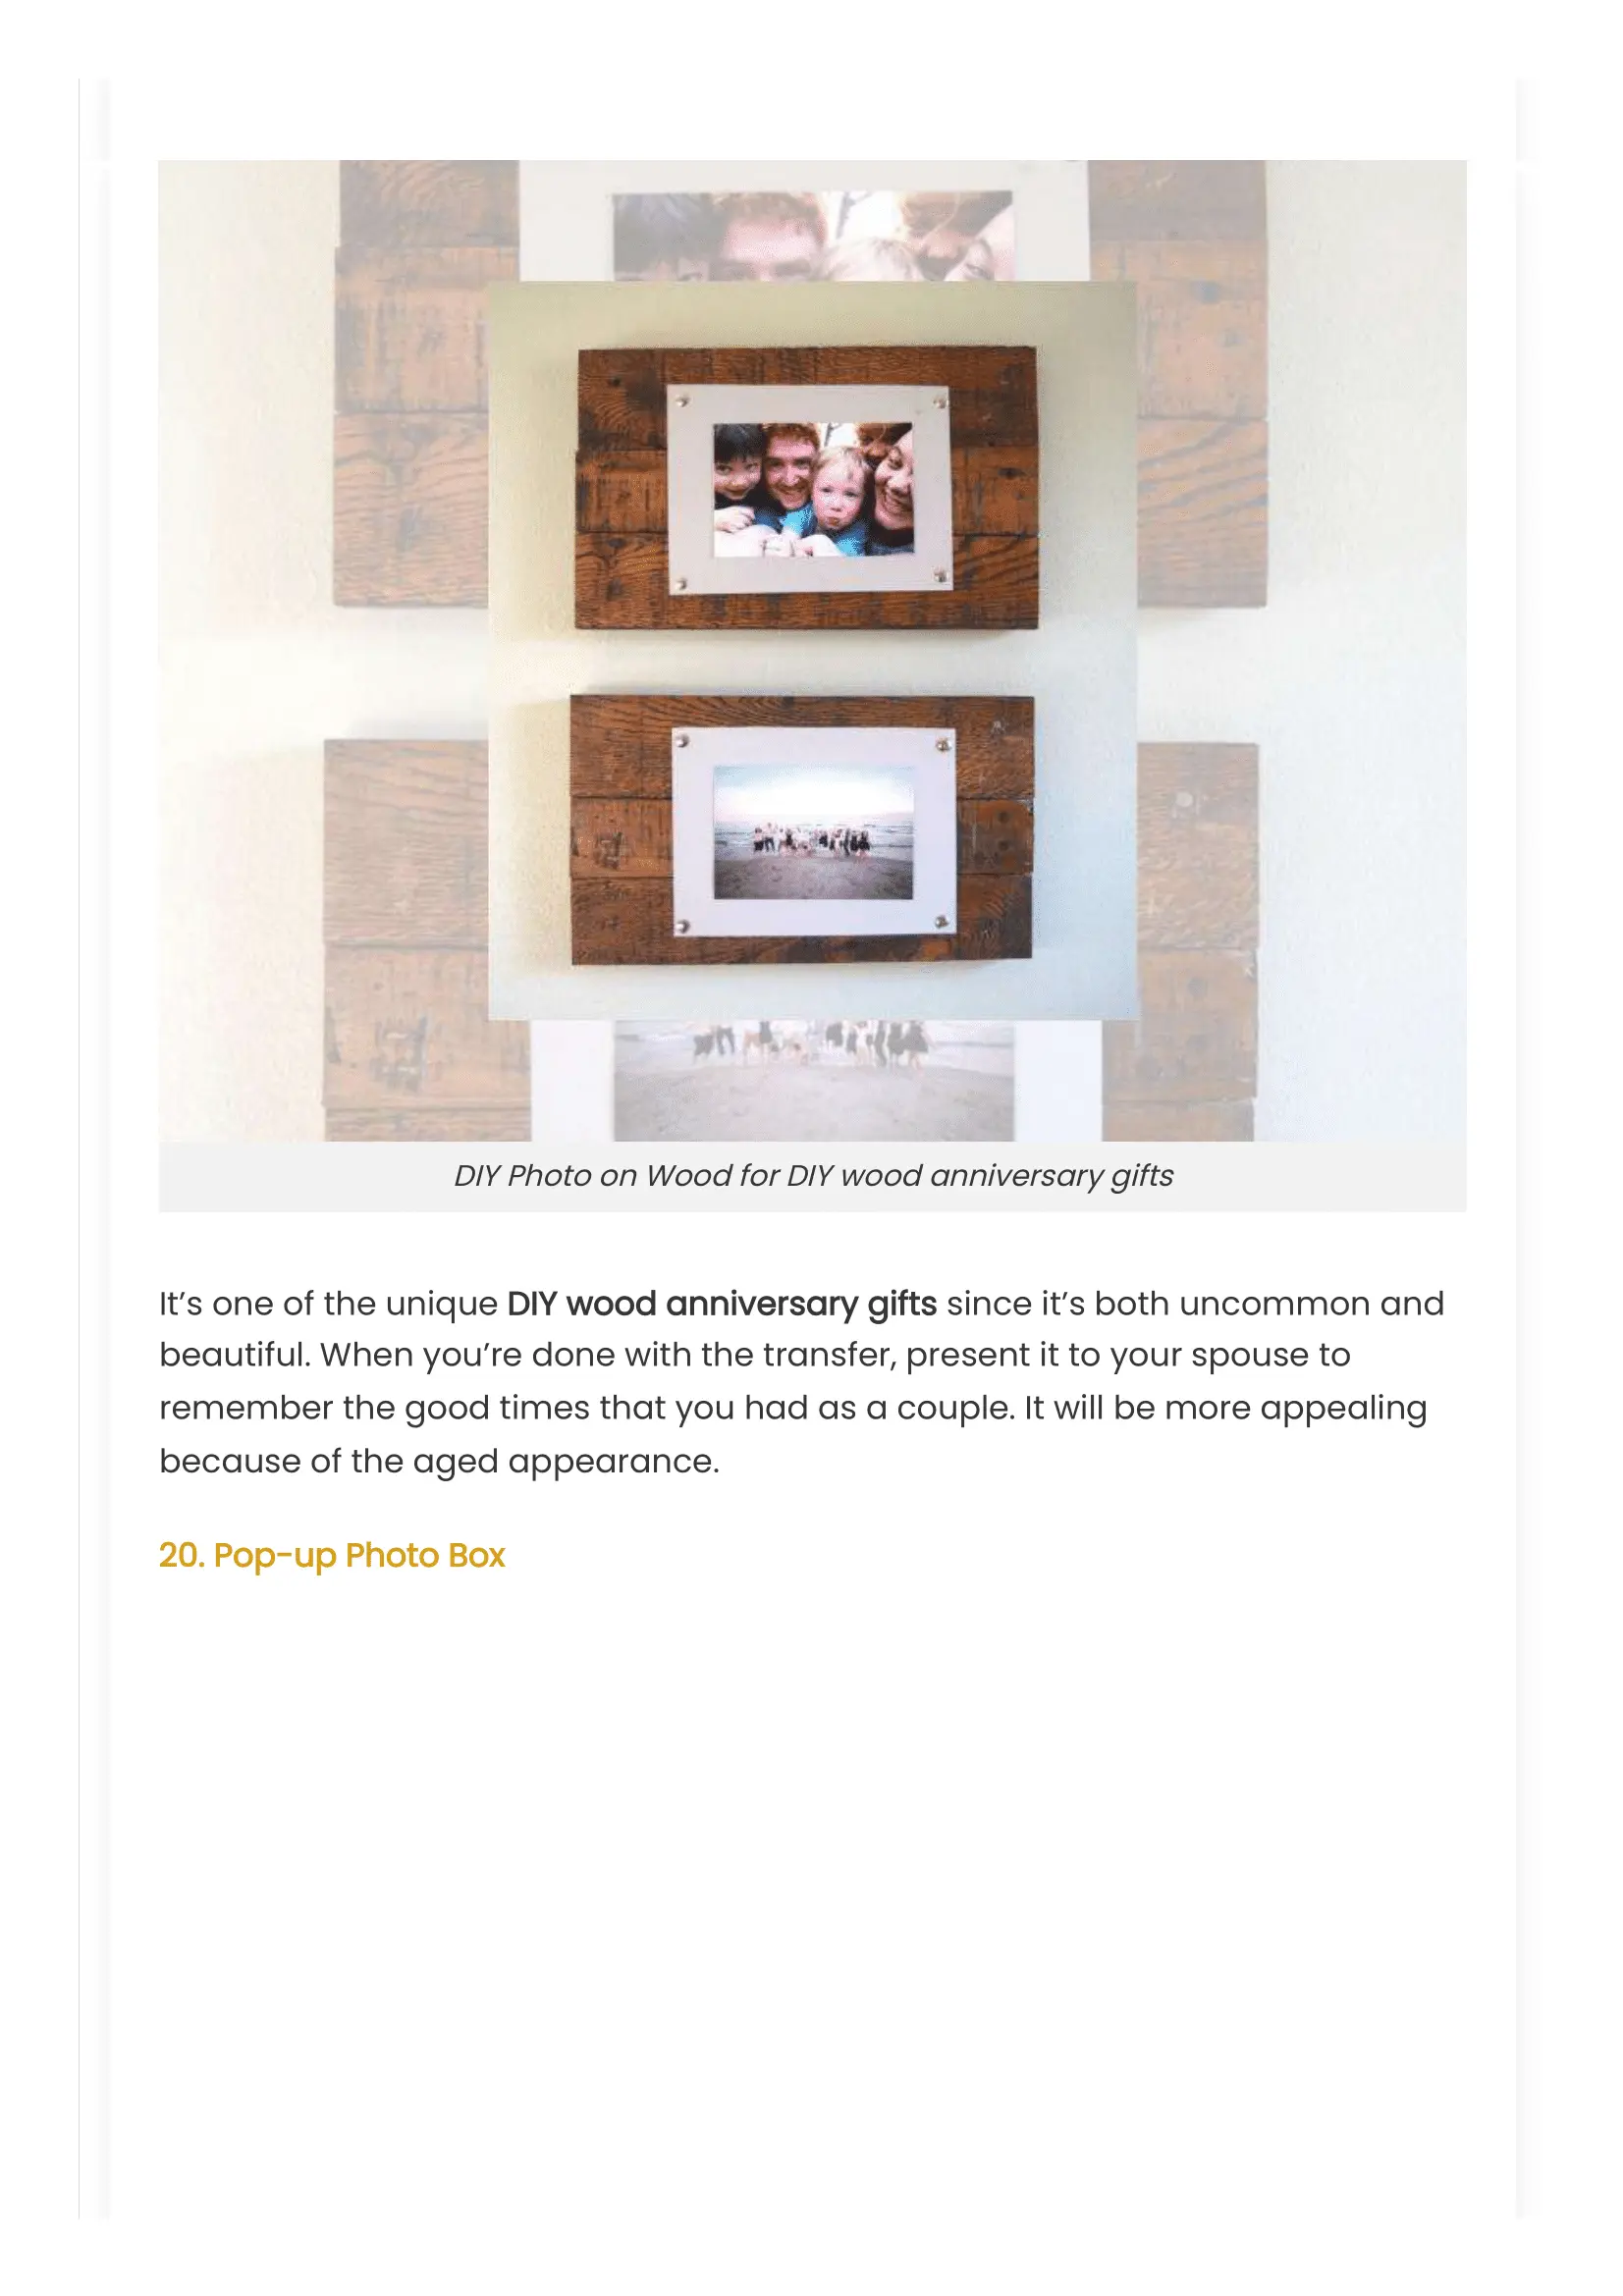 DIY Photo on Wood for DIY wood anniversary gifts
It’s one of the unique DIY wood anniversary gifts since it’s both uncommon and
beautiful. When you’re done with the transfer, present it to your spouse to
remember the good times that you had as a couple. It will be more appealing
because of the aged appearance.
20. Pop-up Photo Box